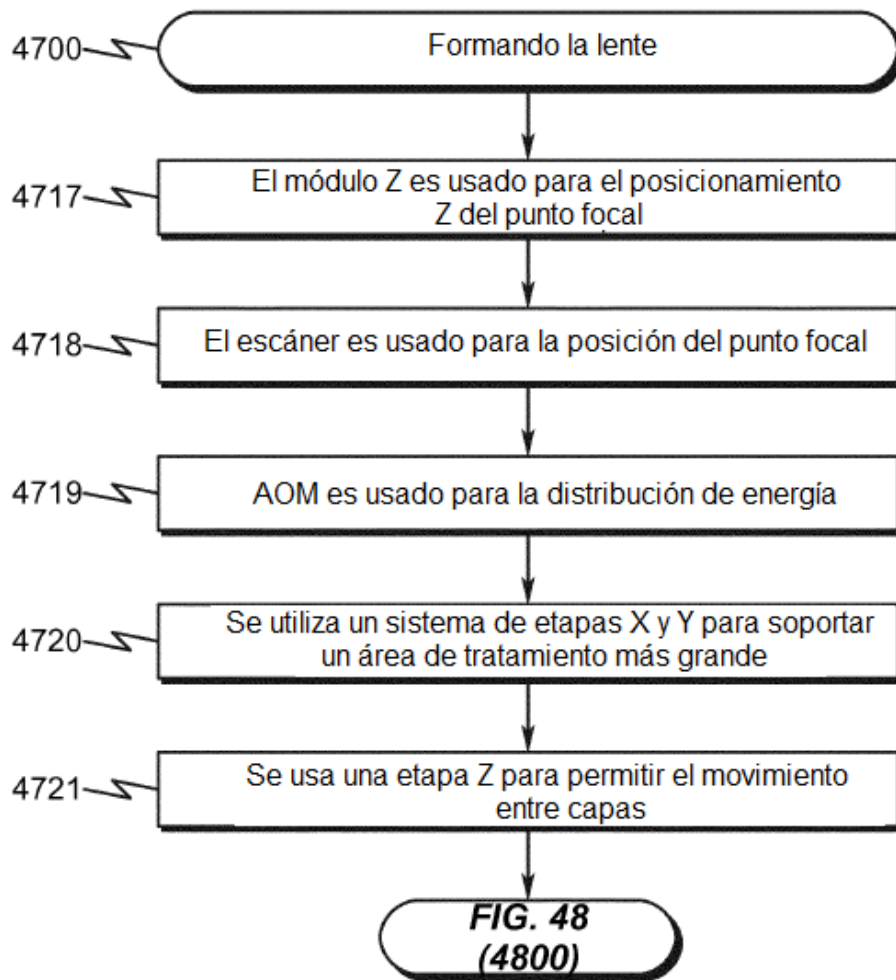 4700
Formando la lente
4717
El módulo Z es usado para el posicionamiento
Z del punto focal
4718
El escáner es usado para la posición del punto focal
4719
AOM es usado para la distribución de energía
4720
Se utiliza un sistema de etapas X y Y para soportar
un área de tratamiento más grande
4721
Se usa una etapa Z para permitir el movimiento
entre capas
FIG. 48
(4800)